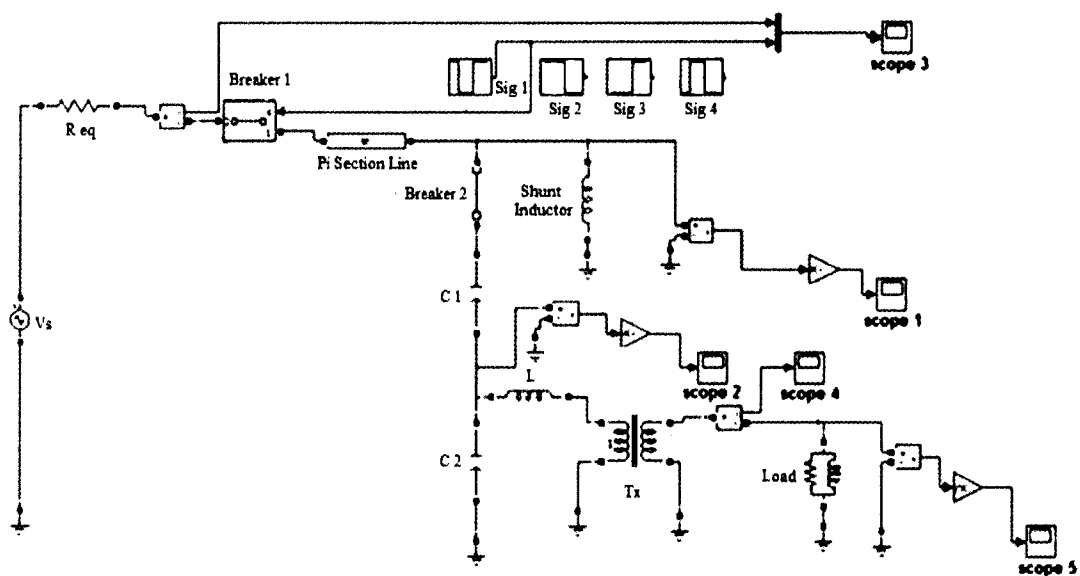 scope 3
Breaker 1
Sig 1
Sig 2
Sig 3
Sig 4
R eq
Pi Section Line
Breaker 2
Shunt
Inductor
C 1
scope 1
Vs
L
scope 2
scope 4
C 2
Tx
Load
scope 5